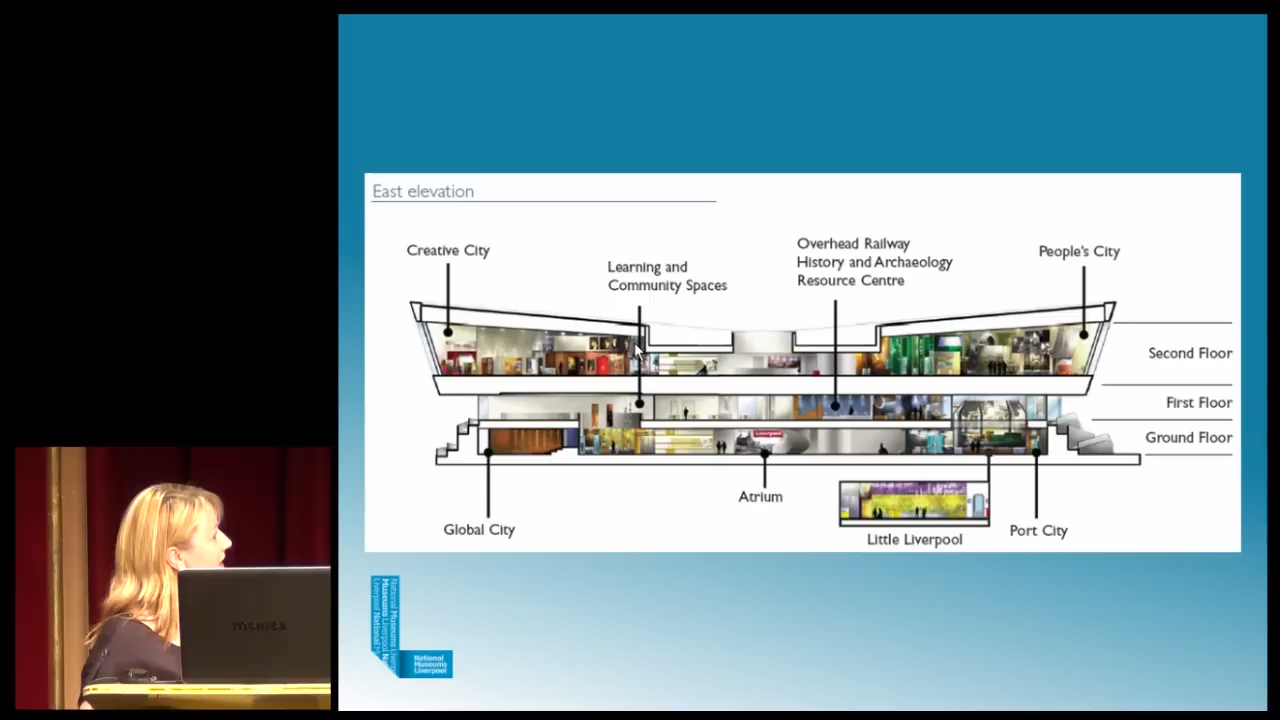 East elevation
Creative City
Learning and
Community Spaces
Overhead Railway
History and Archaeology
Resource Centre
People's City
Second Floor
First Floor
Ground Floor
Liverpool
Atrium
Global City
Little Liverpool
Port City
National
Museums
Liverpool
TOSHIBA